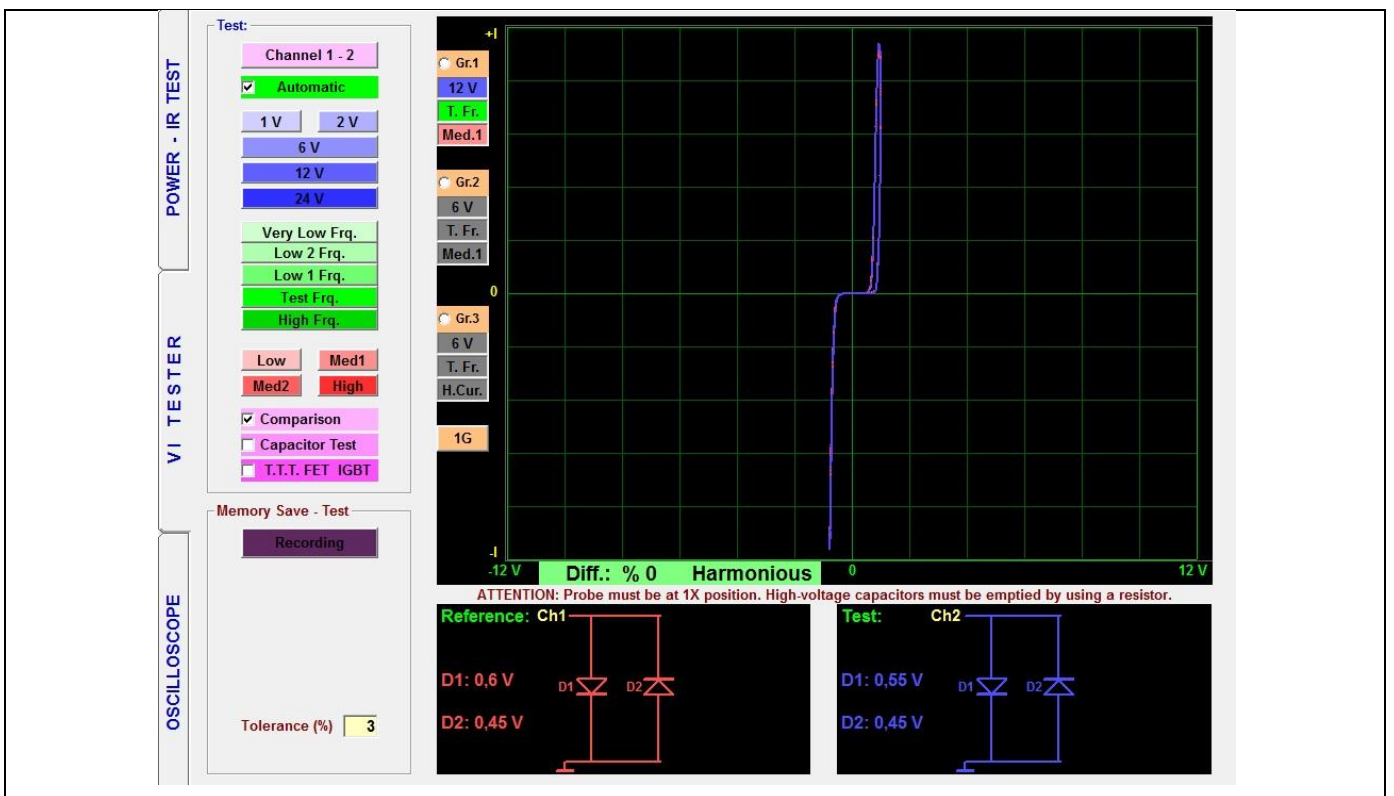 POWER - IR TEST
VI TESTER
OSCILLOSCOPE
Test:
Channel 1 - 2
Automatic
1 V
2 V
6 V
12 V
24 V
Very Low Frq.
Low 2 Frq.
Low 1 Frq.
Test Frq.
High Frq.
Low
Med1
Med2
High
Comparison
Capacitor Test
T.T.T. FET IGBT
Memory Save - Test
Recording
Tolerance (%) 3
+I
Gr.1
12 V
T. Fr.
Med.1
Gr.2
6 V
T. Fr.
Med.1
0
Gr.3
6 V
T. Fr.
H.Cur.
1G
-I
-12 V
Diff.: % 0 Harmonious
0
12 V
ATTENTION: Probe must be at 1X position. High-voltage capacitors must be emptied by using a resistor.
Reference: Ch1
D1: 0,6 V
D1
D2
D2: 0,45 V
Test: Ch2
D1: 0,55 V
D1
D2
D2: 0,45 V